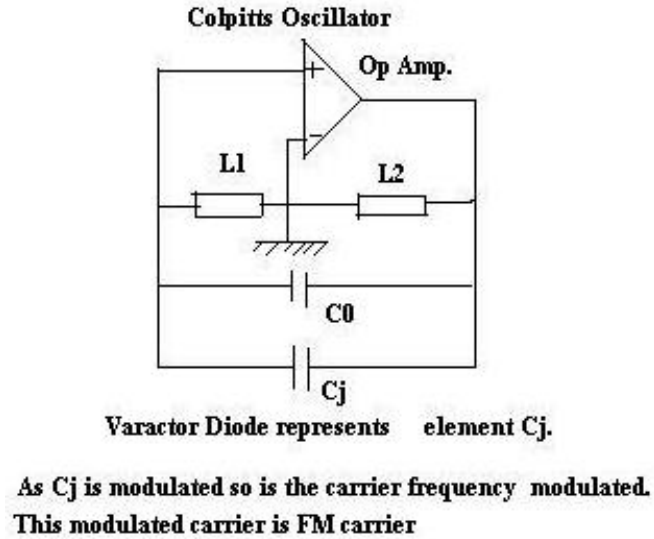 Colpitts Oscillator
Op Amp.
+
-
L1
L2
C0
Cj
Varactor Diode represents element Cj.
As Cj is modulated so is the carrier frequency modulated.
This modulated carrier is FM carrier